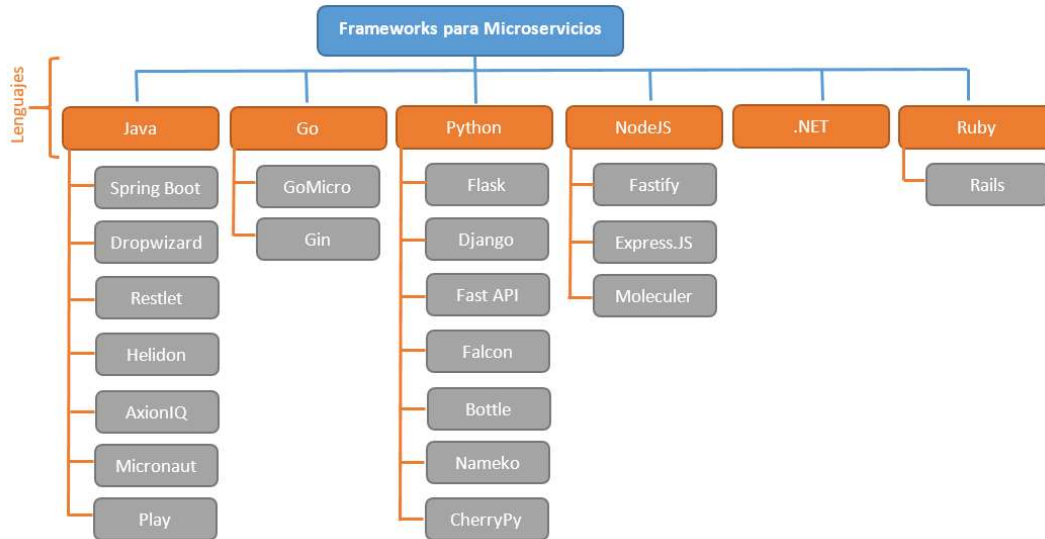 Frameworks para Microservicios
Lenguajes
Java
Go
Python
NodeJS
.NET
Ruby
Spring Boot
Dropwizard
Restlet
Helidon
AxionIQ
Micronaut
Play
GoMicro
Gin
Flask
Django
Fast API
Falcon
Bottle
Nameko
CherryPy
Fastify
Express.JS
Moleculer
Rails